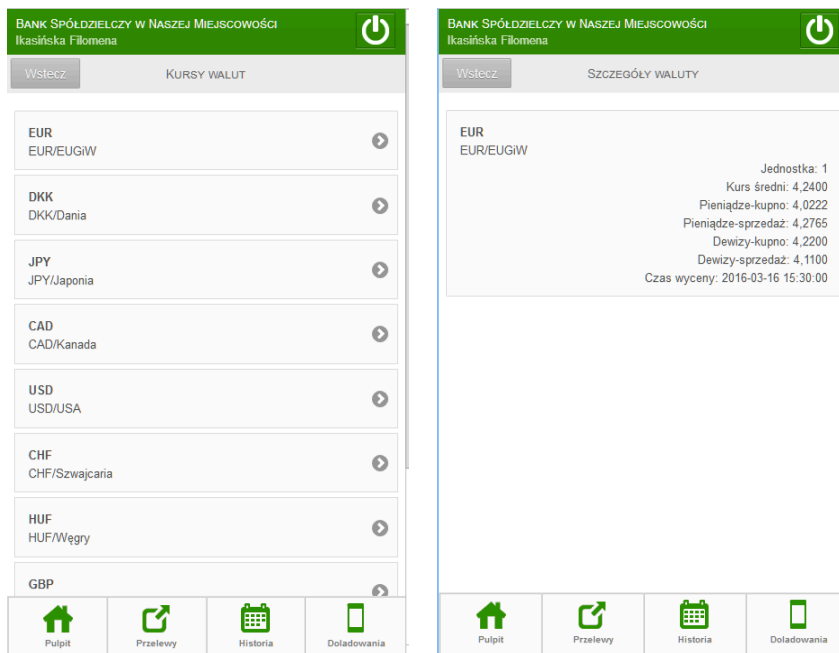 BANK SPÓŁDZIELCZY W NASZEJ MIEJSCOWOŚCI
Ikasińska Filomena
Wstecz
KURSY WALUT
EUR
EUR/EUGiW
DKK
DKK/Dania
JPY
JPY/Japonia
CAD
CAD/Kanada
USD
USD/USA
CHF
CHF/Szwajcaria
HUF
HUF/Węgry
GBP
Pulpit
Przelewy
Historia
Doladowania
BANK SPÓŁDZIELCZY W NASZEJ MIEJSCOWOŚCI
Ikasińska Filomena
Wstecz
SZCZEGÓŁY WALUTY
EUR
EUR/EUGiW
Jednostka: 1
Kurs średni: 4,2400
Pieniądze-kupno: 4,0222
Pieniądze-sprzedaż: 4,2765
Dewizy-kupno: 4,2200
Dewizy-sprzedaż: 4,1100
Czas wyceny: 2016-03-16 15:30:00
Pulpit
Przelewy
Historia
Doladowania